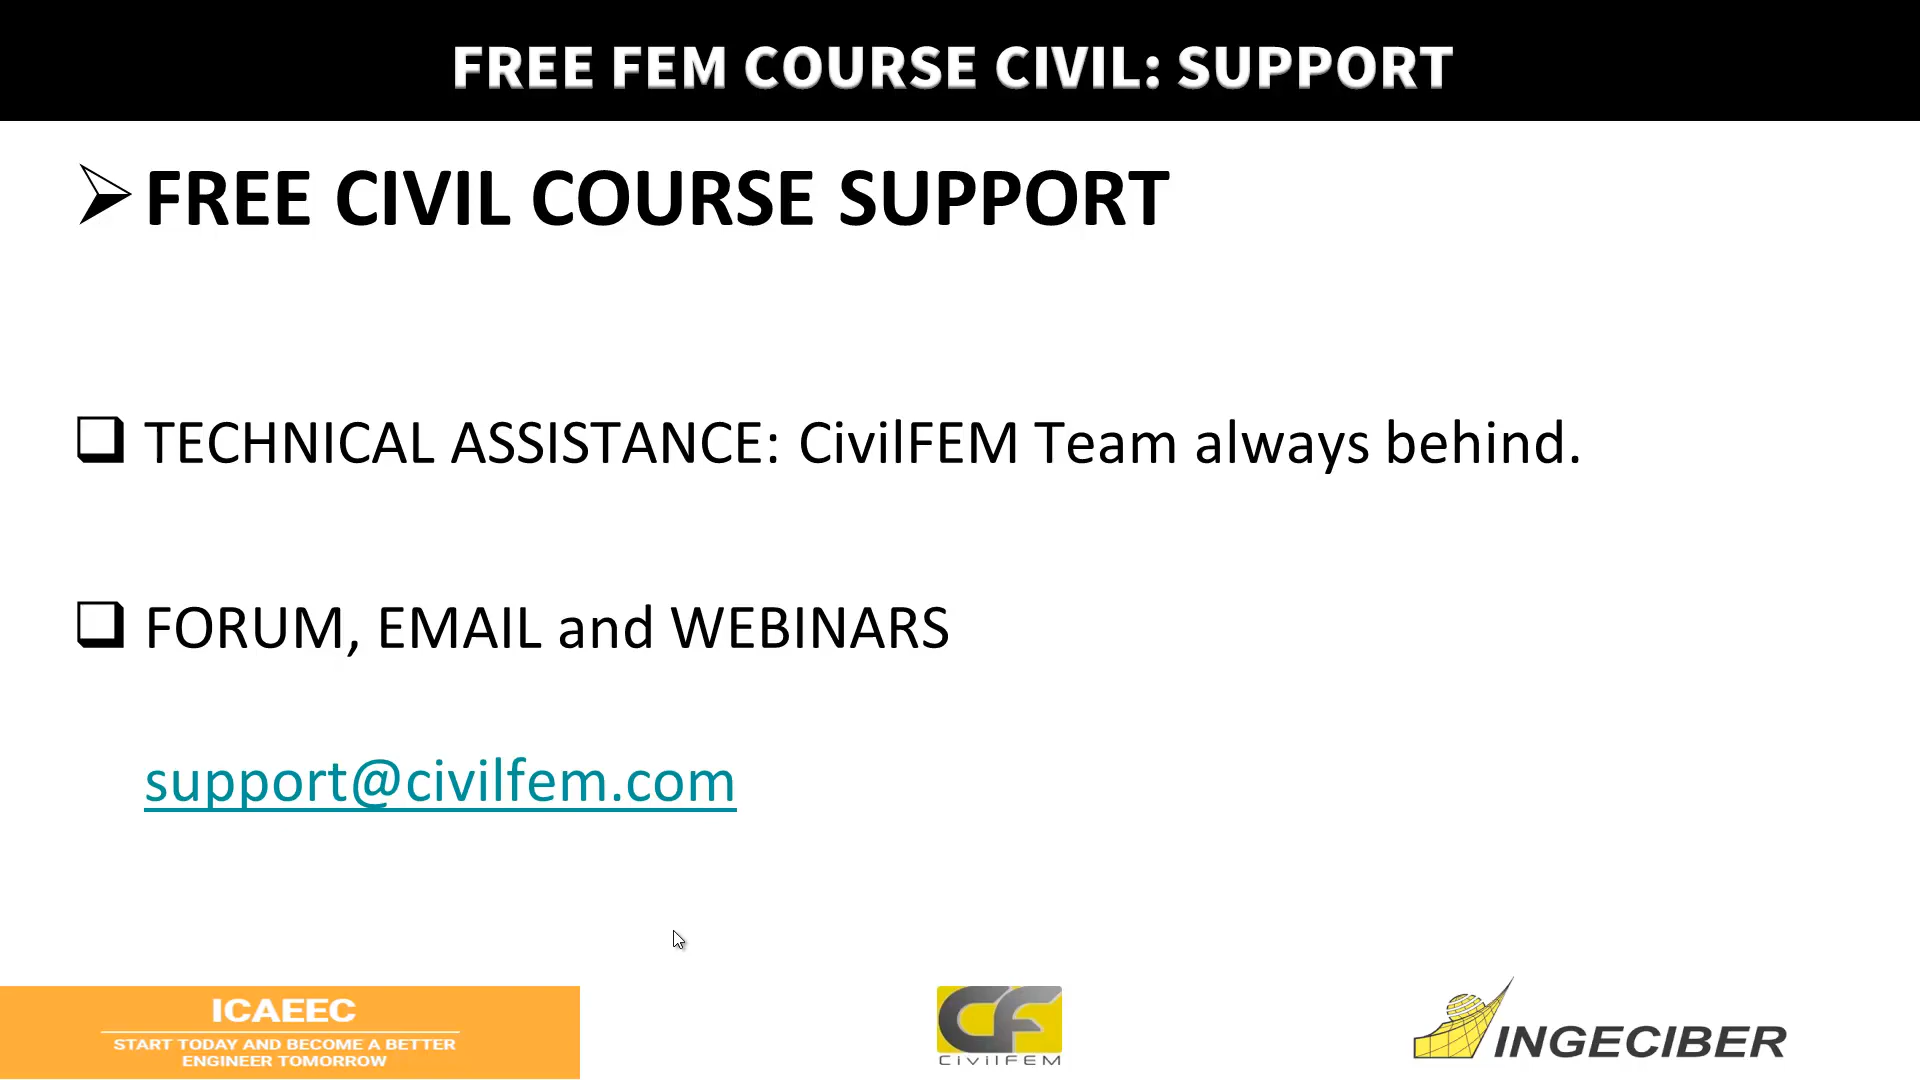 FREE FEM COURSE CIVIL: SUPPORT
FREE CIVIL COURSE SUPPORT
TECHNICAL ASSISTANCE: CivilFEM Team always behind.
FORUM, EMAIL and WEBINARS
support@civilfem.com
ICAEEC
START TODAY AND BECOME A BETTER
ENGINEER TOMORROW
CF
CIVILFEM
INGECIBER